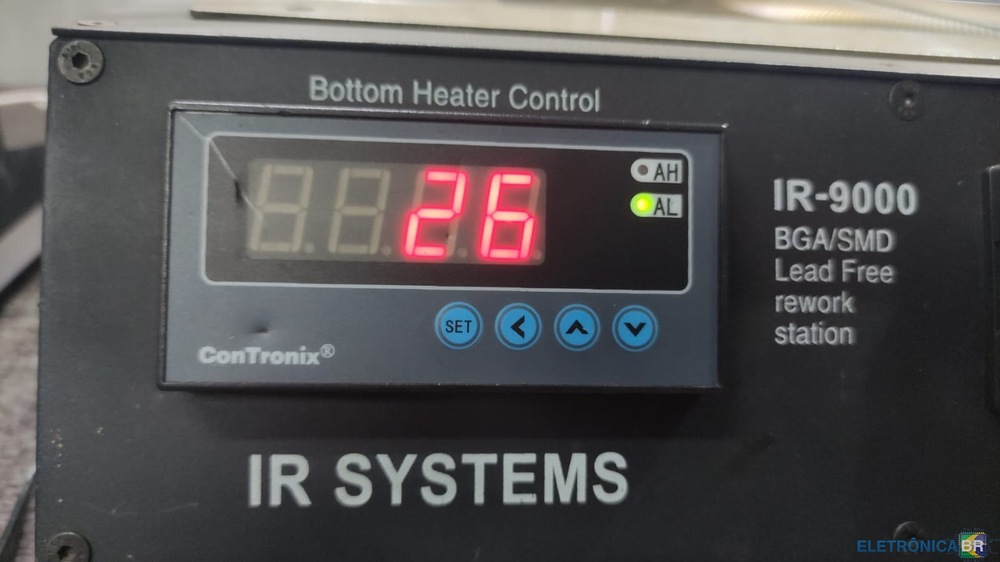 Bottom Heater Control
26
AH
AL
SET
ConTronix®
IR-9000
BGA/SMD
Lead Free
rework
station
IR SYSTEMS
ELETRÔNICA BR